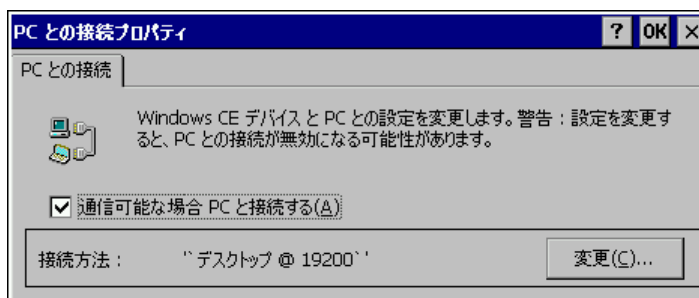 PC との接続プロパティ ? OK ×
PC との接続
Windows CE デバイスと PC との設定を変更します。警告：設定を変更す
ると、PC との接続が無効になる可能性があります。
通信可能な場合 PC と接続する(A)
接続方法： ``デスクトップ @ 19200`` 変更(C)...